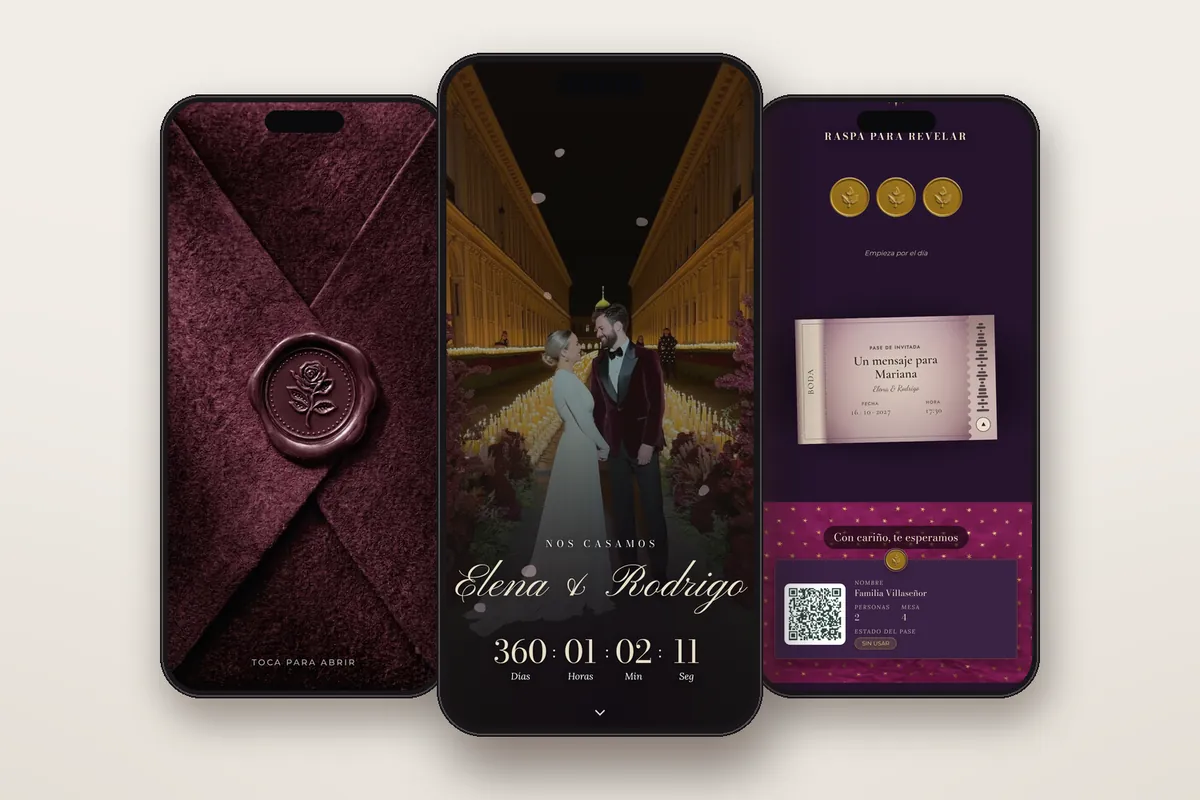 TOCA PARA ABRIR
NOS CASAMOS
Elena & Rodrigo
360 : 01 : 02 : 11
Días Horas Min Seg
RASPA PARA REVELAR
Empieza por el día
BODA
PASE DE INVITADA
Un mensaje para
Mariana
Elena & Rodrigo
FECHA HORA
16 · 10 · 2027 17:30
Con cariño, te esperamos
NOMBRE
Familia Villaseñor
PERSONAS MESA
2 4
ESTADO DEL PASE
SIN USAR